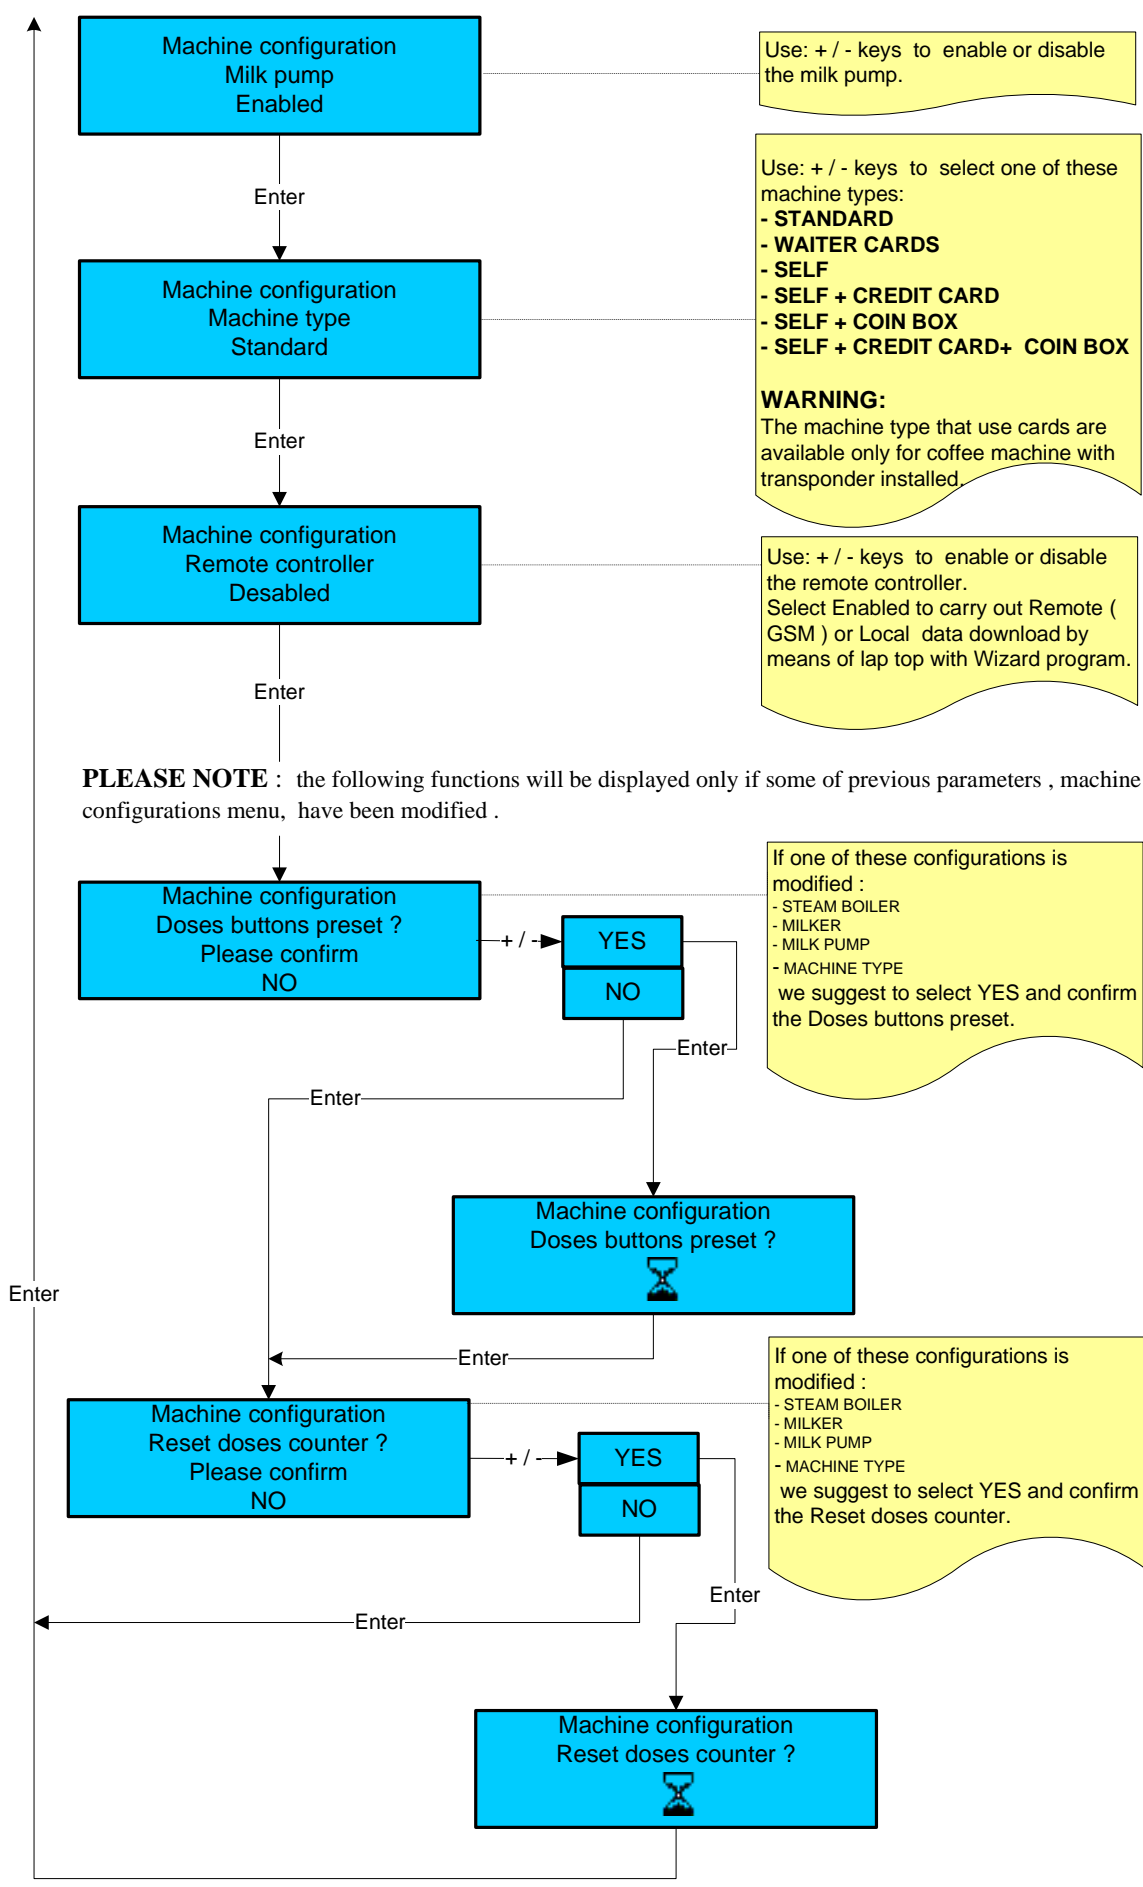 Machine configuration
Milk pump
Enabled
Use: + / - keys  to  enable or disable
the milk pump.
Enter
Use: + / - keys  to  select one of these
machine types:
- STANDARD
- WAITER CARDS
- SELF
- SELF + CREDIT CARD
- SELF + COIN BOX
- SELF + CREDIT CARD+  COIN BOX
WARNING:
The machine type that use cards are
available only for coffee machine with
transponder installed.
Machine configuration
Machine type
Standard
Enter
Machine configuration
Remote controller
Desabled
Use: + / - keys  to  enable or disable
the remote controller.
Select Enabled to carry out Remote (
GSM ) or Local  data download by
means of lap top with Wizard program.
Enter
PLEASE NOTE :  the following functions will be displayed only if some of previous parameters , machine
configurations menu,  have been modified .
Machine configuration
Doses buttons preset ?
Please confirm
NO
+ / -
YES
NO
If one of these configurations is
modified :
- STEAM BOILER
- MILKER
- MILK PUMP
- MACHINE TYPE
we suggest to select YES and confirm
the Doses buttons preset.
Enter
Enter
Machine configuration
Doses buttons preset ?
Enter
Enter
Machine configuration
Reset doses counter ?
Please confirm
NO
+ / -
YES
NO
If one of these configurations is
modified :
- STEAM BOILER
- MILKER
- MILK PUMP
- MACHINE TYPE
we suggest to select YES and confirm
the Reset doses counter.
Enter
Enter
Machine configuration
Reset doses counter ?